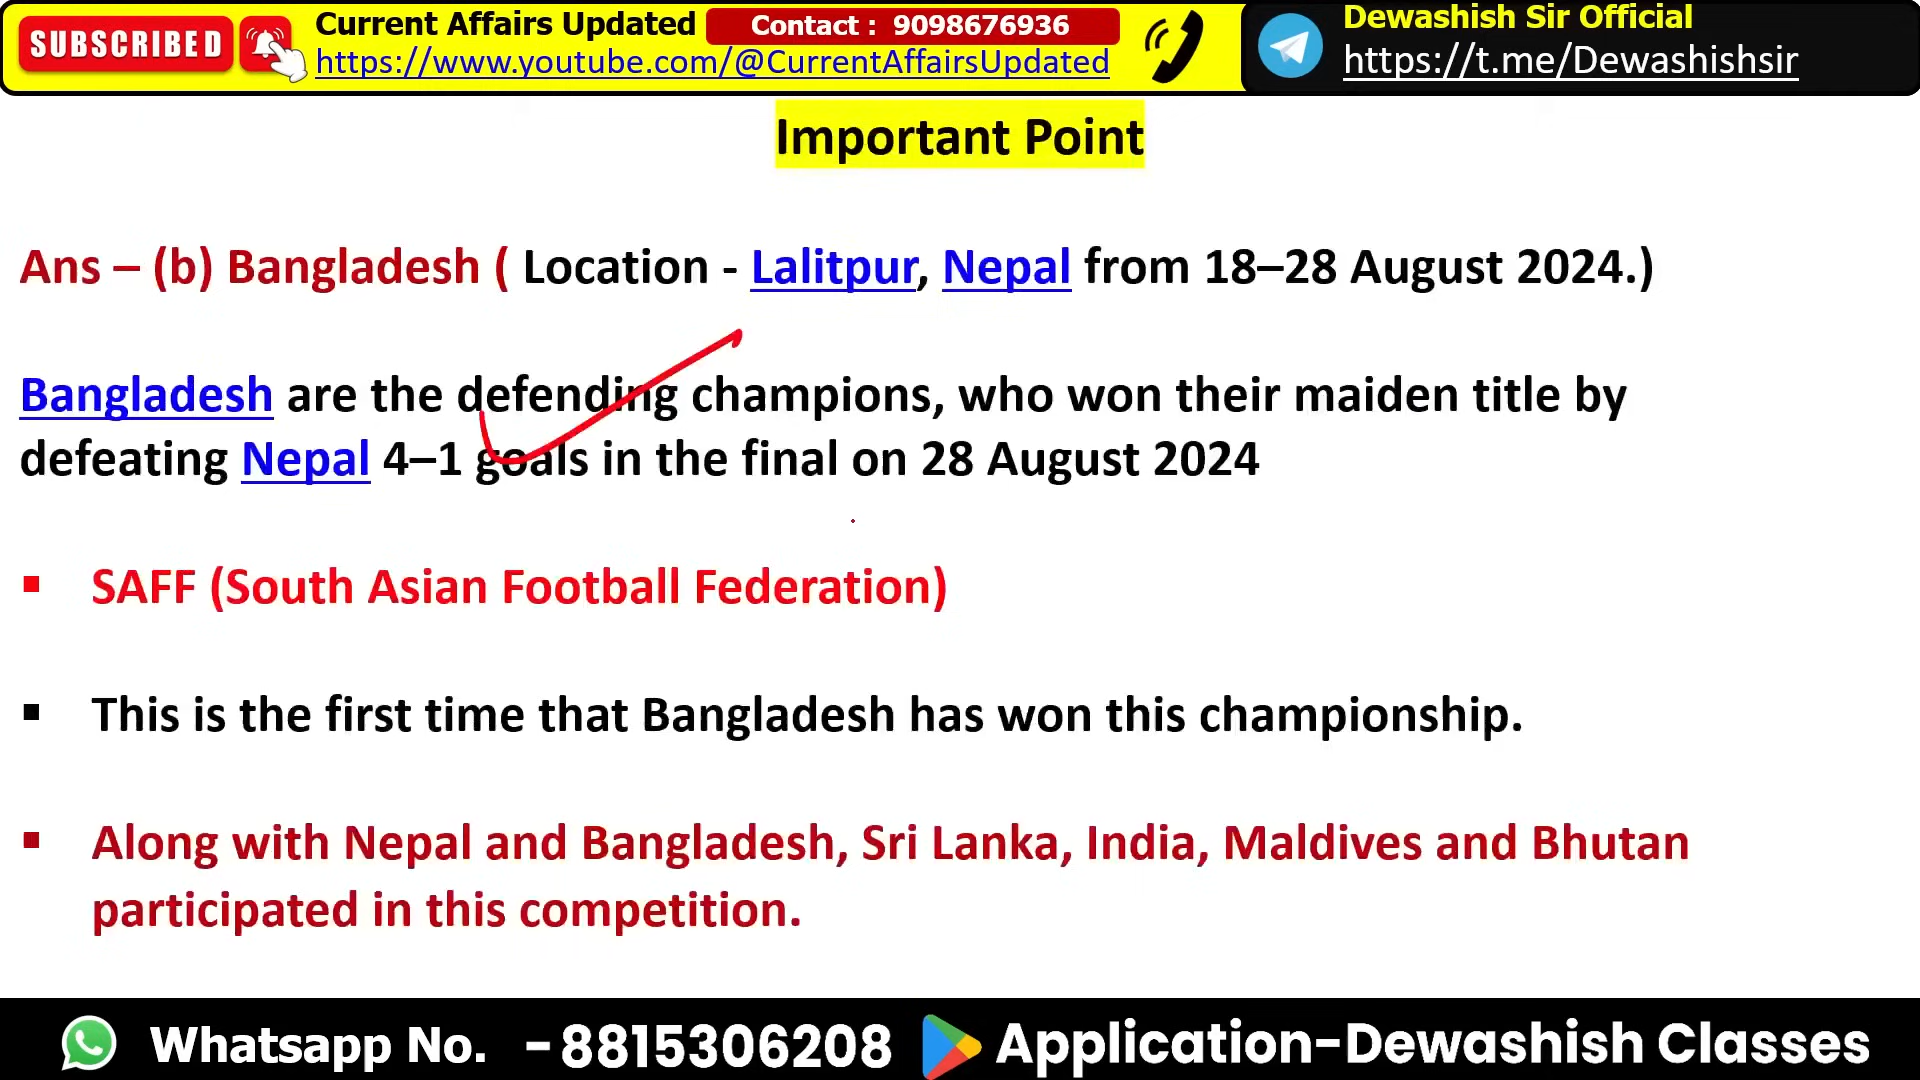 SUBSCRIBED
Current Affairs Updated
Contact : 9098676936
https://www.youtube.com/@CurrentAffairsUpdated
Dewashish Sir Official
https://t.me/Dewashishsir
Important Point
Ans – (b) Bangladesh ( Location - Lalitpur, Nepal from 18–28 August 2024.)
Bangladesh are the defending champions, who won their maiden title by
defeating Nepal 4–1 goals in the final on 28 August 2024
▪ SAFF (South Asian Football Federation)
▪ This is the first time that Bangladesh has won this championship.
▪ Along with Nepal and Bangladesh, Sri Lanka, India, Maldives and Bhutan
participated in this competition.
Whatsapp No. -8815306208
Application-Dewashish Classes